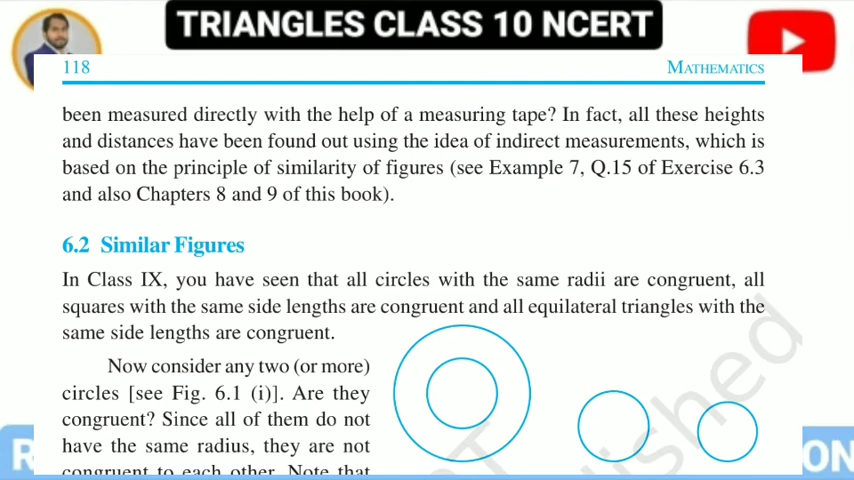 TRIANGLES CLASS 10 NCERT
118 MATHEMATICS
been measured directly with the help of a measuring tape? In fact, all these heights
and distances have been found out using the idea of indirect measurements, which is
based on the principle of similarity of figures (see Example 7, Q.15 of Exercise 6.3
and also Chapters 8 and 9 of this book).
6.2 Similar Figures
In Class IX, you have seen that all circles with the same radii are congruent, all
squares with the same side lengths are congruent and all equilateral triangles with the
same side lengths are congruent.
Now consider any two (or more)
circles [see Fig. 6.1 (i)]. Are they
congruent? Since all of them do not
have the same radius, they are not
congruent to each other. Note that